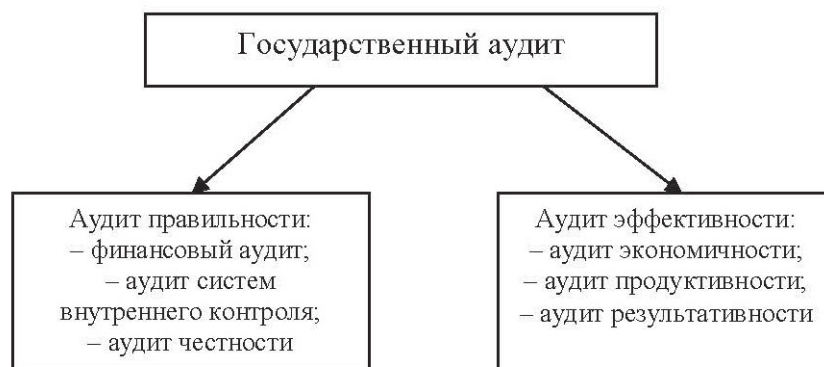 Государственный аудит
Аудит правильности:
– финансовый аудит;
– аудит систем
внутреннего контроля;
– аудит честности
Аудит эффективности:
– аудит экономичности;
– аудит продуктивности;
– аудит результативности